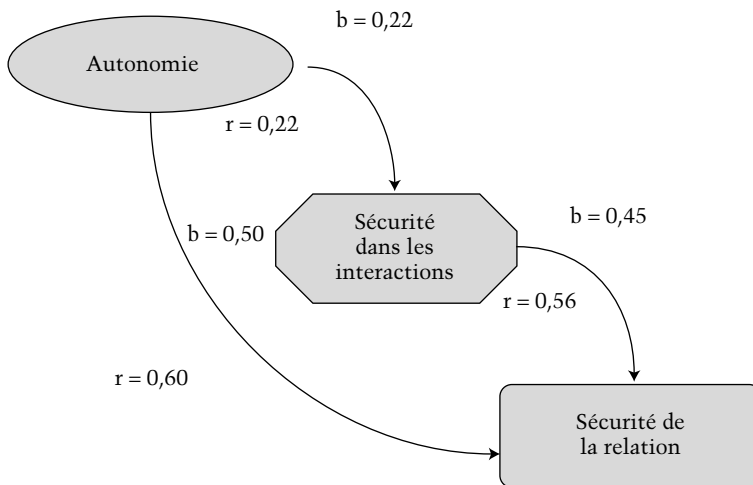 b = 0,22
Autonomie
r = 0,22
Sécurité
dans les
interactions
b = 0,45
b = 0,50
r = 0,56
r = 0,60
Sécurité de
la relation